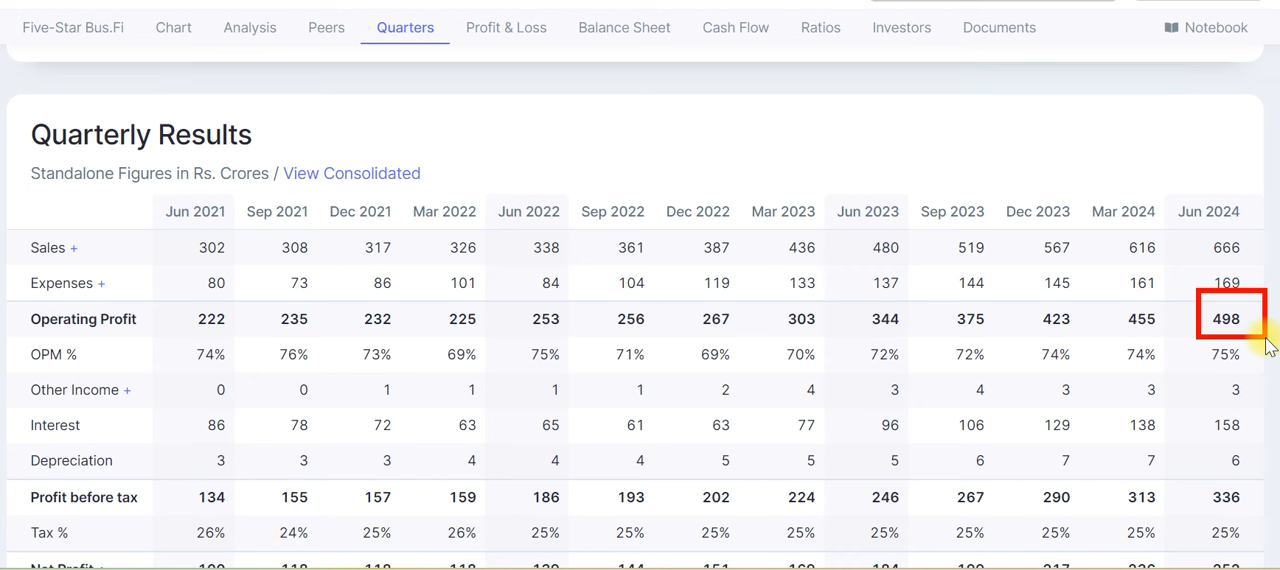 Five-Star Bus.Fi Chart Analysis Peers Quarters Profit & Loss Balance Sheet Cash Flow Ratios Investors Documents Notebook
Quarterly Results
Standalone Figures in Rs. Crores / View Consolidated
Jun 2021 Sep 2021 Dec 2021 Mar 2022 Jun 2022 Sep 2022 Dec 2022 Mar 2023 Jun 2023 Sep 2023 Dec 2023 Mar 2024 Jun 2024
Sales + 302 308 317 326 338 361 387 436 480 519 567 616 666
Expenses + 80 73 86 101 84 104 119 133 137 144 145 161 169
Operating Profit 222 235 232 225 253 256 267 303 344 375 423 455 498
OPM % 74% 76% 73% 69% 75% 71% 69% 70% 72% 72% 74% 74% 75%
Other Income + 0 0 1 1 1 1 2 4 3 4 3 3 3
Interest 86 78 72 63 65 61 63 77 96 106 129 138 158
Depreciation 3 3 3 4 4 4 5 5 5 6 7 7 6
Profit before tax 134 155 157 159 186 193 202 224 246 267 290 313 336
Tax % 26% 24% 25% 26% 25% 25% 25% 25% 25% 25% 25% 25% 25%